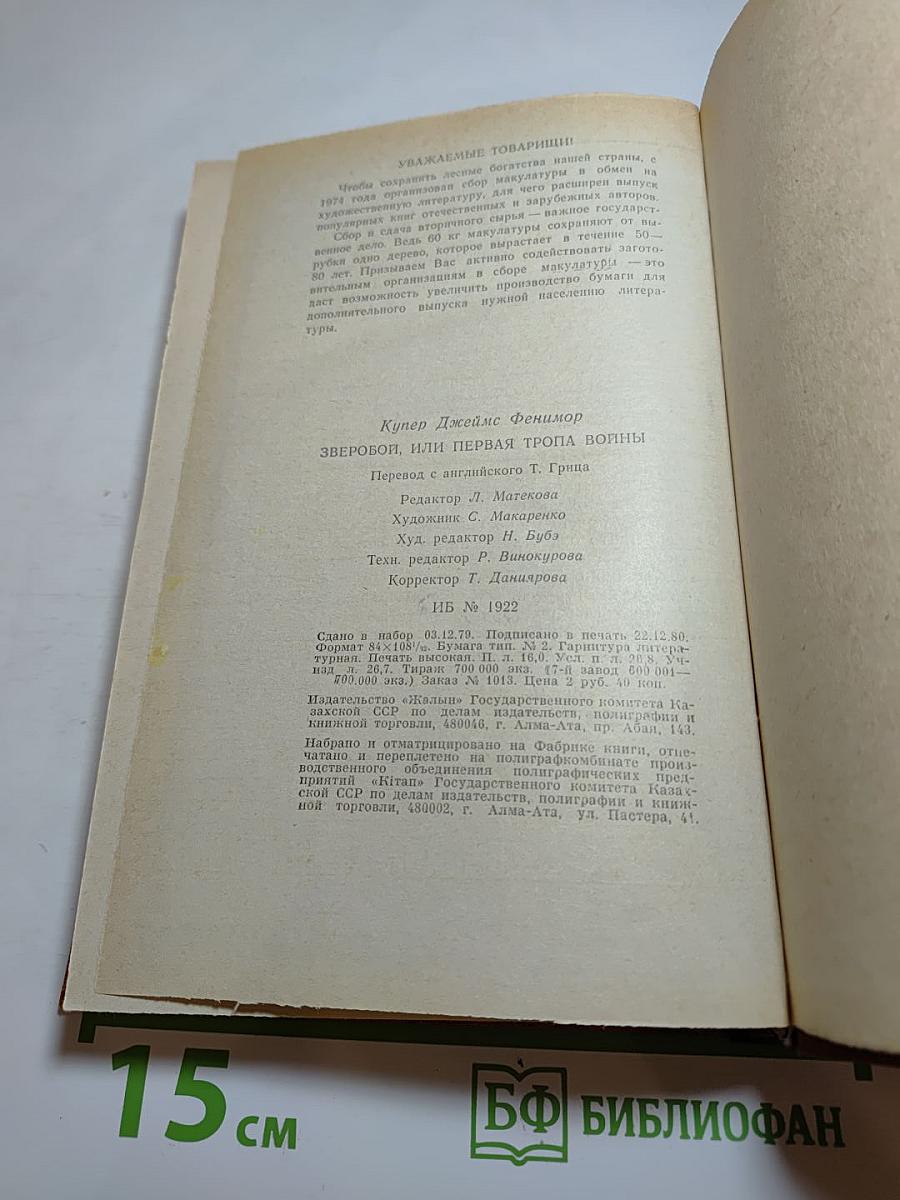 УВАЖАЕМЫЕ ТОВАРИЩИ!
Чтобы сохранить лесные богатства нашей страны, с
1974 года организован сбор макулатуры в обмен на
художественную литературу, для чего расширен выпуск
популярных книг отечественных и зарубежных авторов.
Сбор и сдача вторичного сырья — важное государст-
венное дело. Ведь 60 кг макулатуры сохраняют от вы-
рубки одно дерево, которое вырастает в течение 50—
80 лет. Призываем Вас активно содействовать загото-
вительным организациям в сборе макулатуры — это
даст возможность увеличить производство бумаги для
дополнительного выпуска нужной населению литера-
туры.
Купер Джеймс Фенимор
ЗВЕРОБОЙ, ИЛИ ПЕРВАЯ ТРОПА ВОЙНЫ
Перевод с английского Т. Грица
Редактор Л. Матекова
Художник С. Макаренко
Худ. редактор Н. Бубэ
Техн. редактор Р. Винокурова
Корректор Т. Даниярова
ИБ № 1922
Сдано в набор 03.12.79. Подписано в печать 22.12.80.
Формат 84×108¹/₃₂. Бумага тип. № 2. Гарнитура литера-
турная. Печать высокая. П. л. 16,0. Усл. п. л. 26,8. Уч-
изд л. 26,7. Тираж 700 000 экз. (7-й завод 600 001—
700.000 экз.) Заказ № 1013. Цена 2 руб. 40 коп.
Издательство «Жалын» Государственного комитета Ка-
захской ССР по делам издательств, полиграфии и
книжной торговли, 480046, г. Алма-Ата, пр. Абая, 143.
Набрано и отматрицировано на Фабрике книги, отпе-
чатано и переплетено на полиграфкомбинате произ-
водственного объединения полиграфических пред-
приятий «Кітап» Государственного комитета Казах-
ской ССР по делам издательств, полиграфии и книж-
ной торговли, 480002, г. Алма-Ата, ул. Пастера, 41.
15 см
БФ БИБЛИОФАН